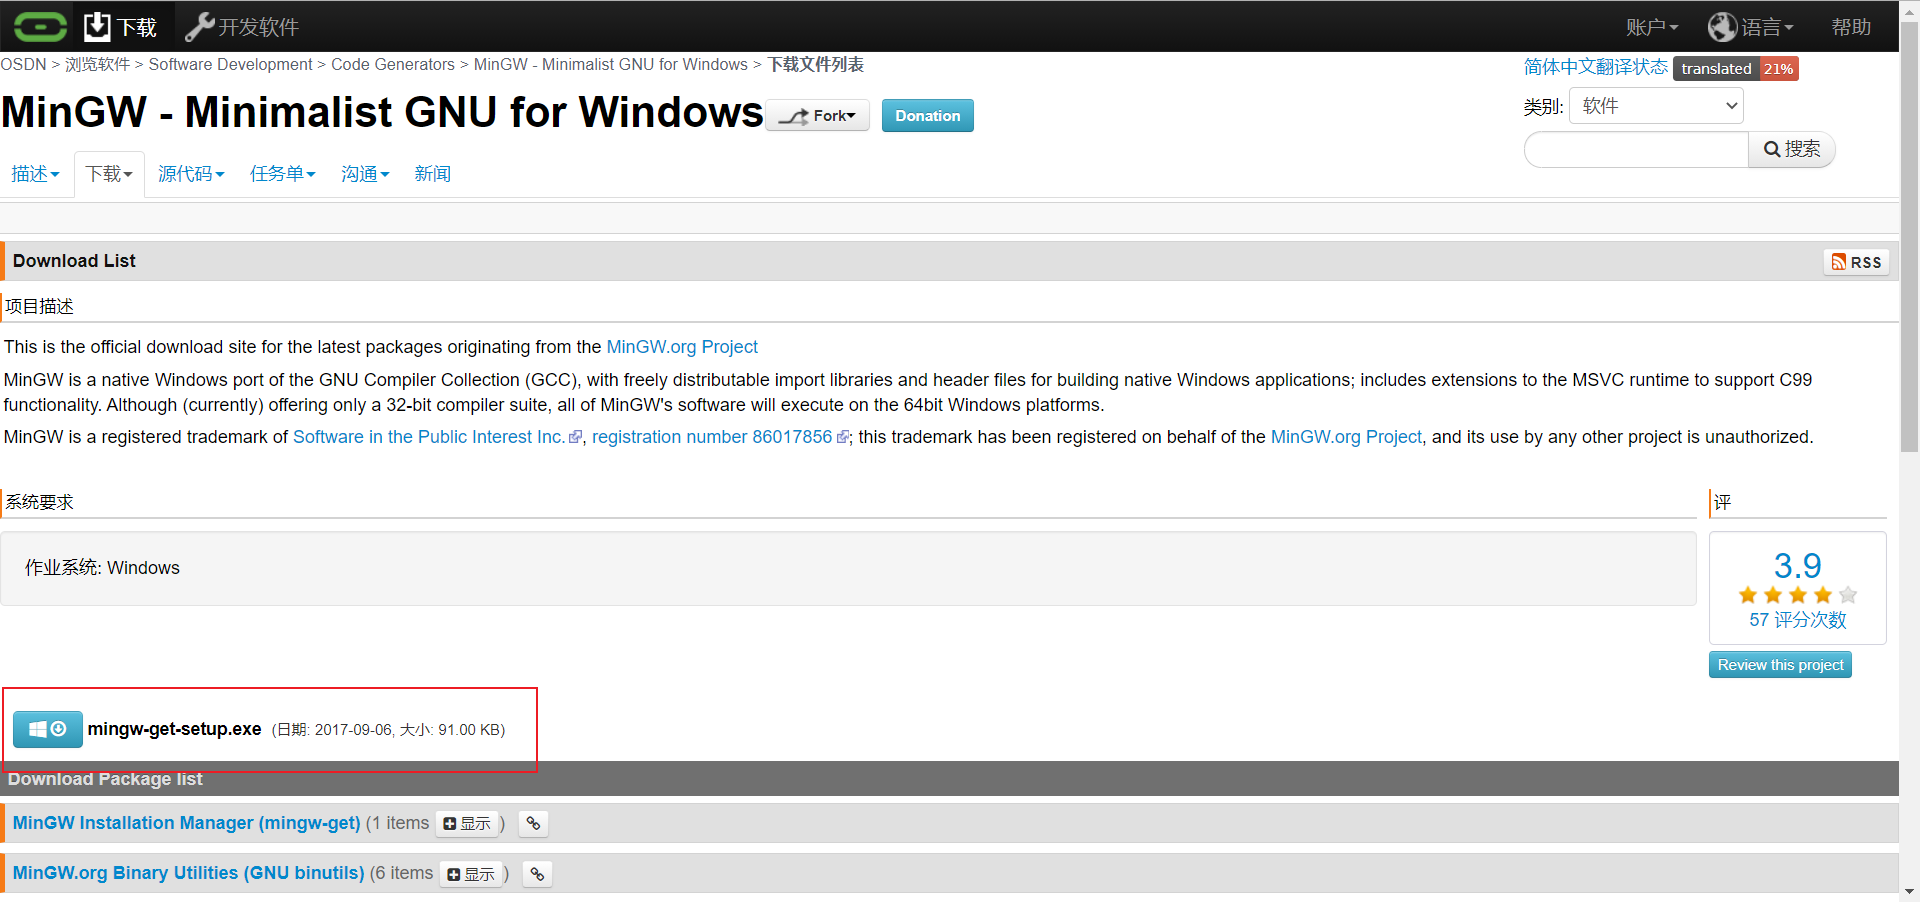 下载 开发软件 账户 语言 帮助
OSDN > 浏览软件 > Software Development > Code Generators > MinGW - Minimalist GNU for Windows > 下载文件列表
简体中文翻译状态 translated 21%
MinGW - Minimalist GNU for Windows Fork Donation
类别: 软件
搜索
描述 下载 源代码 任务单 沟通 新闻
Download List
RSS
项目描述
This is the official download site for the latest packages originating from the MinGW.org Project
MinGW is a native Windows port of the GNU Compiler Collection (GCC), with freely distributable import libraries and header files for building native Windows applications; includes extensions to the MSVC runtime to support C99
functionality. Although (currently) offering only a 32-bit compiler suite, all of MinGW's software will execute on the 64bit Windows platforms.
MinGW is a registered trademark of Software in the Public Interest Inc. , registration number 86017856 ; this trademark has been registered on behalf of the MinGW.org Project, and its use by any other project is unauthorized.
系统要求
作业系统: Windows
评
3.9
57 评分次数
Review this project
mingw-get-setup.exe (日期: 2017-09-06, 大小: 91.00 KB)
Download Package list
MinGW Installation Manager (mingw-get) (1 items 显示 )
MinGW.org Binary Utilities (GNU binutils) (6 items 显示 )